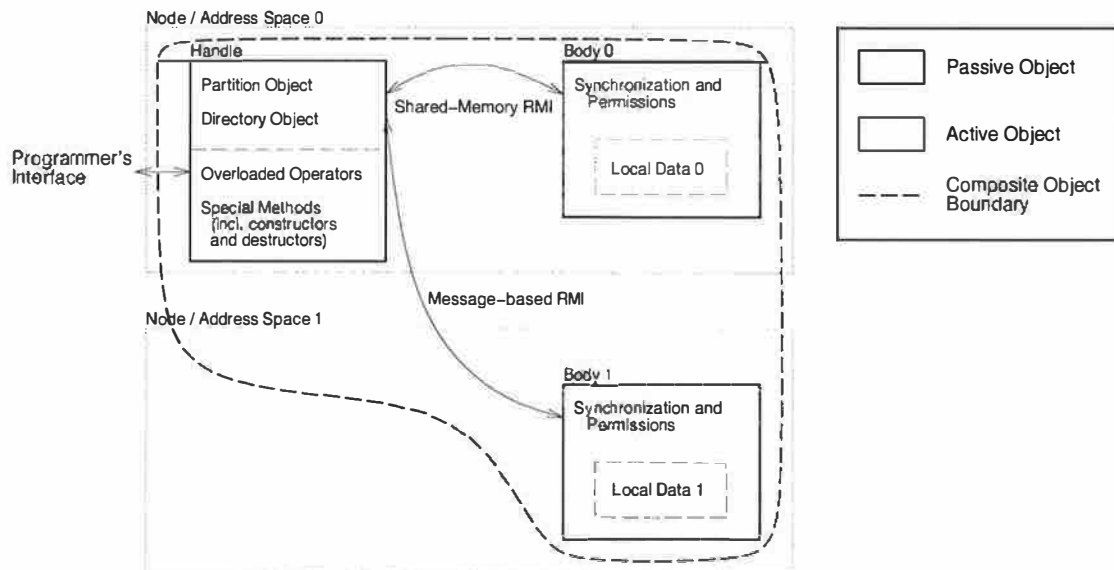 Node / Address Space 0
Handle
Partition Object
Directory Object
Overloaded Operators
Special Methods
(incl. constructors
and destructors)
Programmer's
Interface
Shared-Memory RMI
Body 0
Synchronization and
Permissions
Local Data 0
Message-based RMI
Node / Address Space 1
Body 1
Synchronization and
Permissions
Local Data 1
Passive Object
Active Object
Composite Object
Boundary